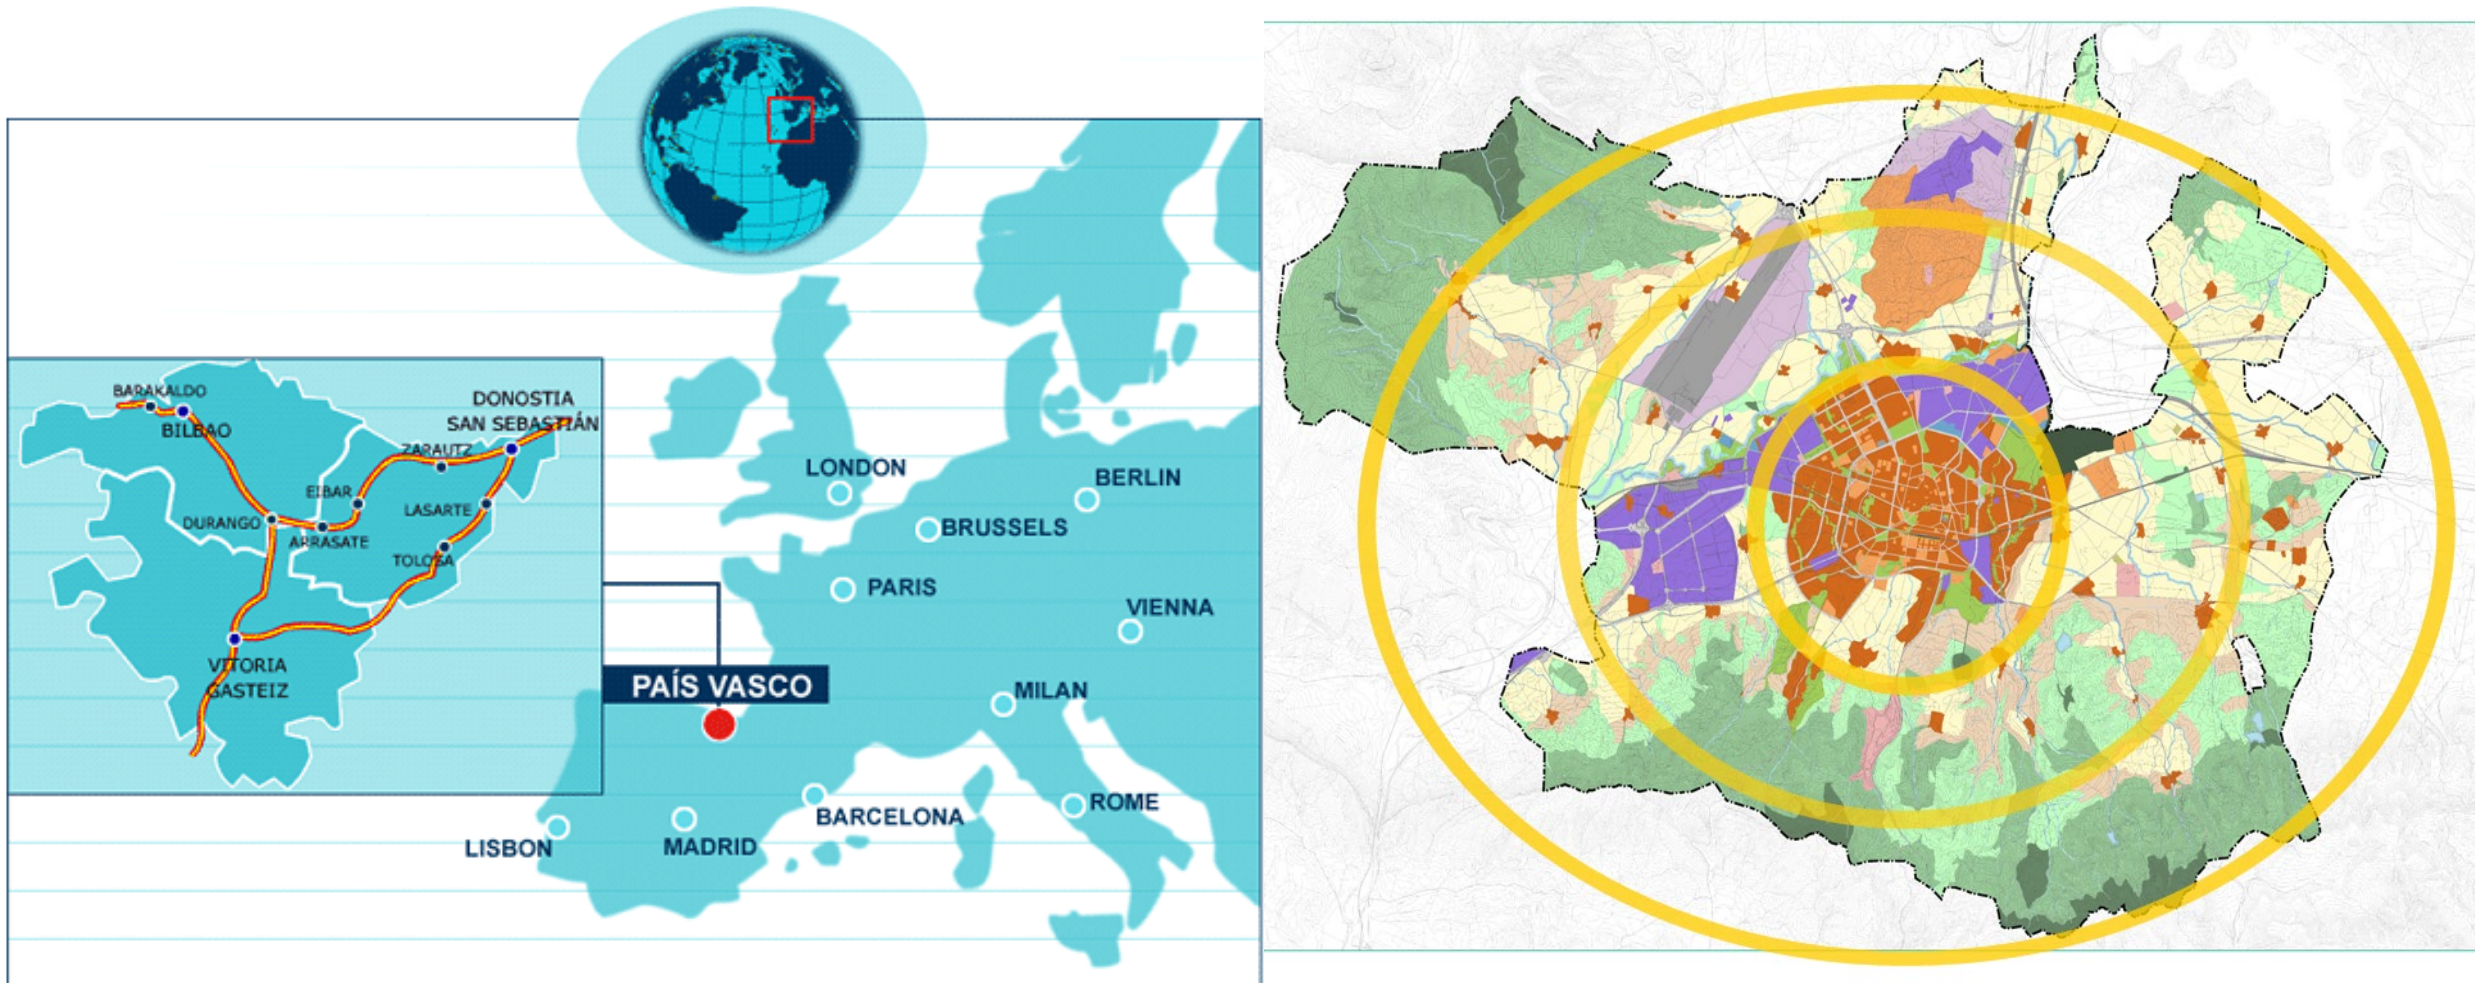 BARAKALDO
BILBAO
DONOSTIA
SAN SEBASTIÁN
ZARAUTZ
EIBAR
LASARTE
DURANGO
ARRASATE
TOLOSA
VITORIA
GASTEIZ
PAÍS VASCO
LONDON
BERLIN
BRUSSELS
PARIS
VIENNA
MILAN
ROME
BARCELONA
MADRID
LISBON